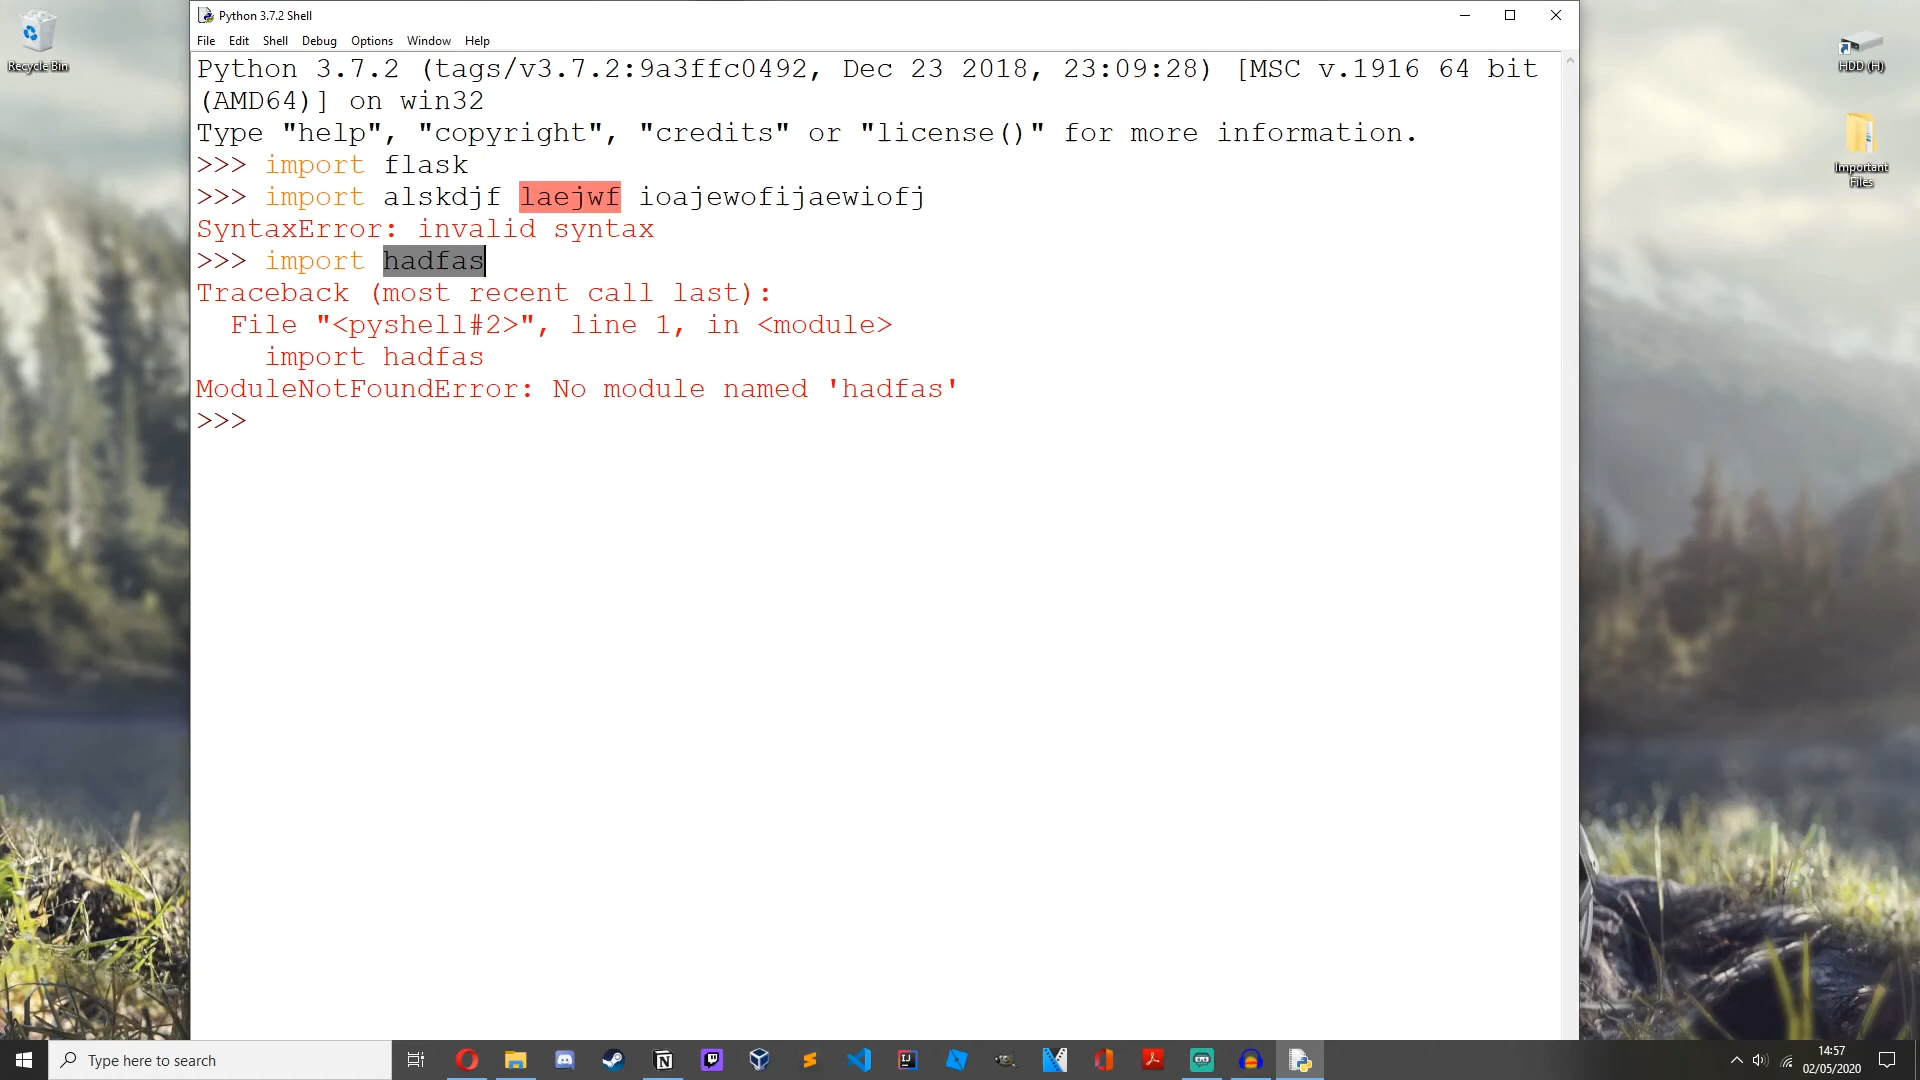 Python 3.7.2 Shell
File Edit Shell Debug Options Window Help
Python 3.7.2 (tags/v3.7.2:9a3ffc0492, Dec 23 2018, 23:09:28) [MSC v.1916 64 bit
(AMD64)] on win32
Type "help", "copyright", "credits" or "license()" for more information.
>>> import flask
>>> import alskdjf laejwf ioajewofijaewiofj
SyntaxError: invalid syntax
>>> import hadfas
Traceback (most recent call last):
  File "<pyshell#2>", line 1, in <module>
    import hadfas
ModuleNotFoundError: No module named 'hadfas'
>>>
Recycle Bin
HDD (H)
Important
Files
Type here to search
14:57
02/05/2020